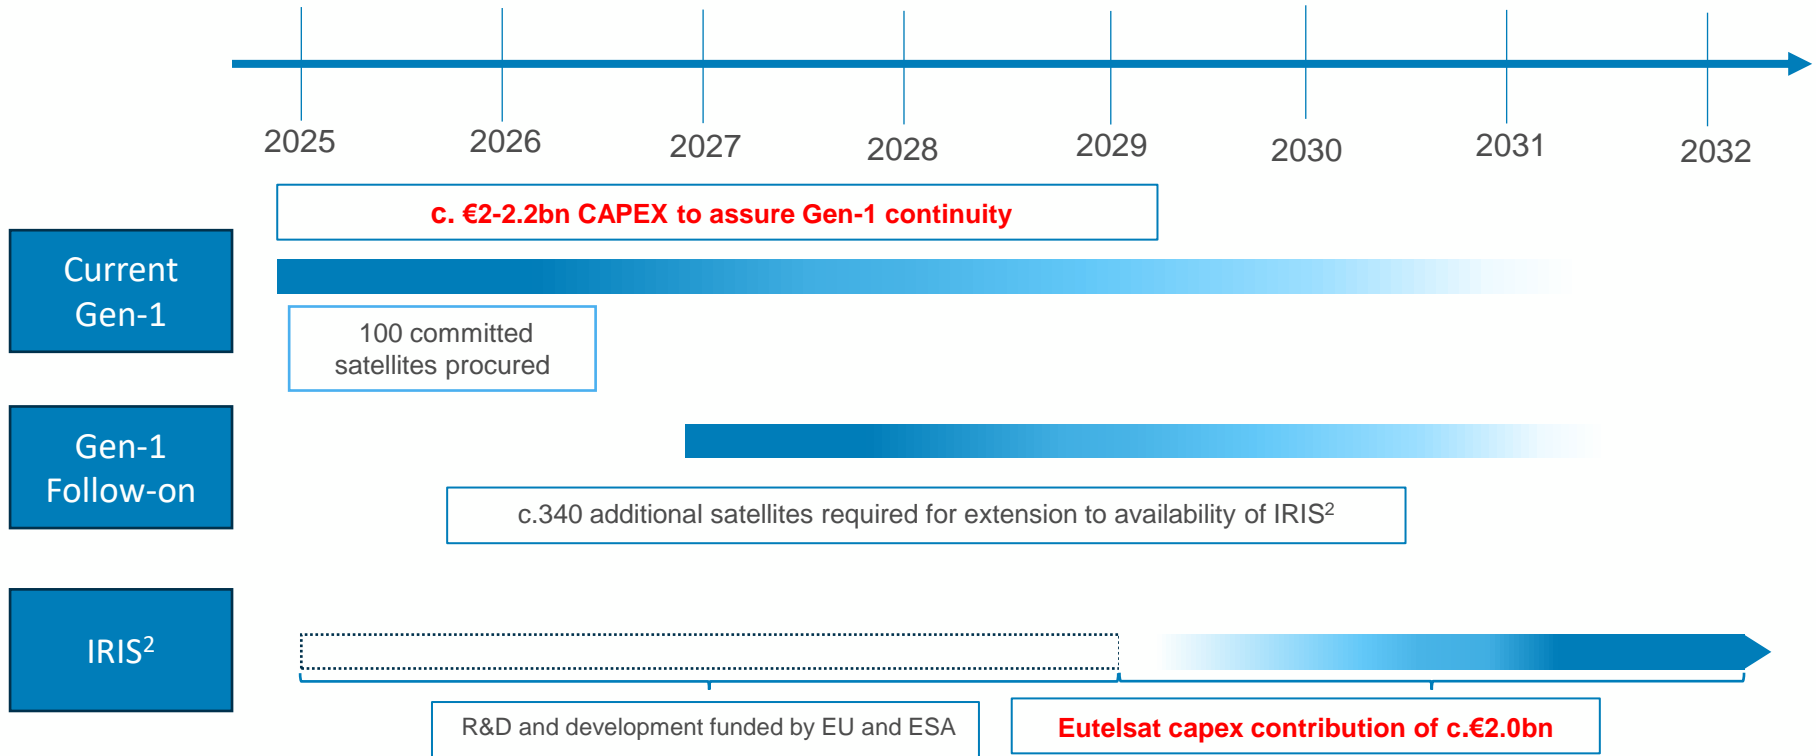 2025
2026
2027
2028
2029
2030
2031
2032
c. €2-2.2bn CAPEX to assure Gen-1 continuity
Current
Gen-1
100 committed
satellites procured
Gen-1
Follow-on
c.340 additional satellites required for extension to availability of IRIS²
IRIS²
R&D and development funded by EU and ESA
Eutelsat capex contribution of c.€2.0bn